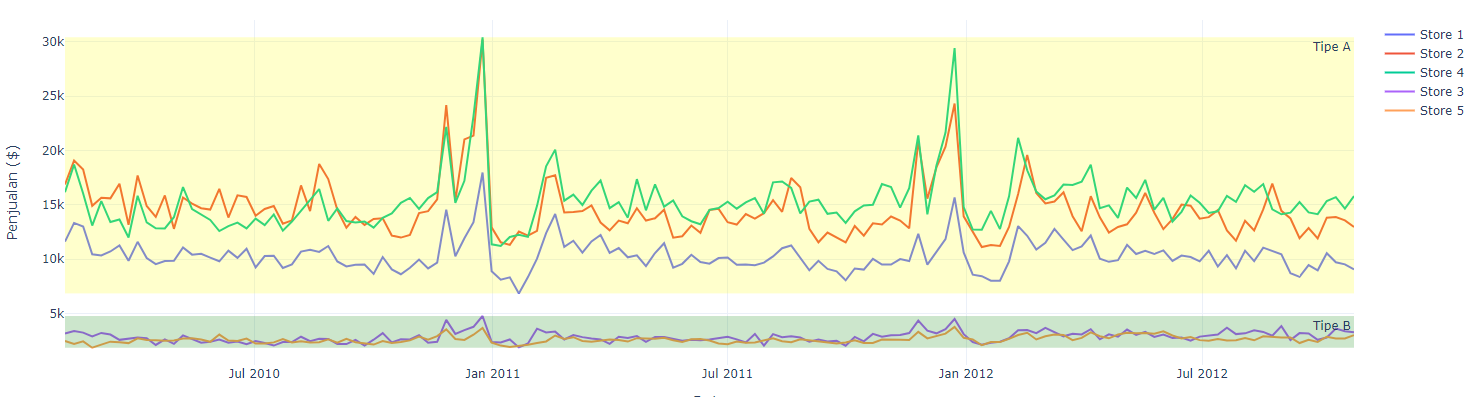 Penjualan ($)
30k
25k
20k
15k
10k
5k
Tipe A
Tipe B
Jul 2010
Jan 2011
Jul 2011
Jan 2012
Jul 2012
Store 1
Store 2
Store 4
Store 3
Store 5